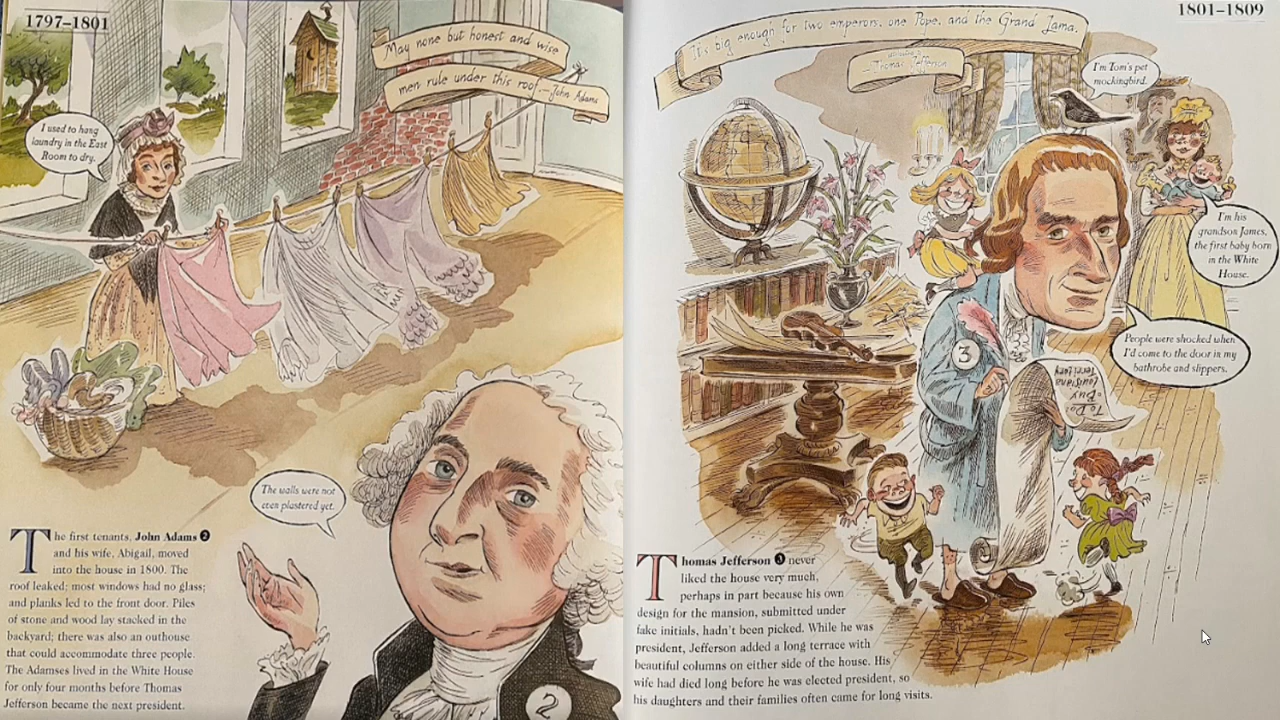 1797–1801
May none but honest and wise
men rule under this roof.—John Adams
I used to hang
laundry in the East
Room to dry.
The walls were not
even plastered yet.
The first tenants, John Adams 2
and his wife, Abigail, moved
into the house in 1800. The
roof leaked; most windows had no glass;
and planks led to the front door. Piles
of stone and wood lay stacked in the
backyard; there was also an outhouse
that could accommodate three people.
The Adamses lived in the White House
for only four months before Thomas
Jefferson became the next president.
2
1801–1809
It's big enough for two emperors, one Pope, and the Grand Lama.
—Thomas Jefferson
I'm Tom's pet
mockingbird.
I'm his
grandson James,
the first baby born
in the White
House.
People were shocked when
I'd come to the door in my
bathrobe and slippers.
3
To Do:
-Buy
Louisiana
Territory
Thomas Jefferson 3 never
liked the house very much,
perhaps in part because his own
design for the mansion, submitted under
fake initials, hadn't been picked. While he was
president, Jefferson added a long terrace with
beautiful columns on either side of the house. His
wife had died long before he was elected president, so
his daughters and their families often came for long visits.